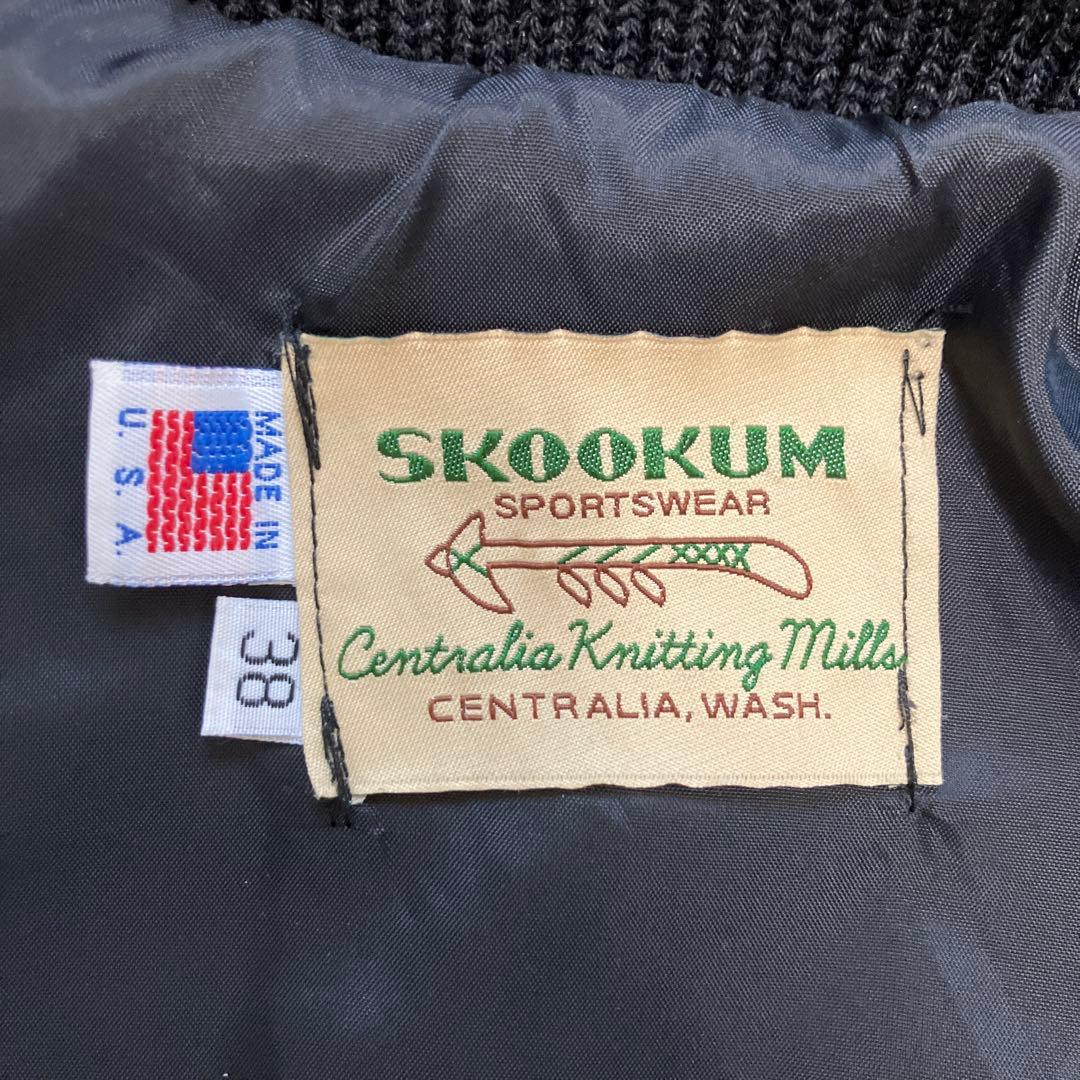 SKOOKUM
SPORTSWEAR
Centralia Knitting Mills
CENTRALIA, WASH.
MADE IN
U. S. A.
38